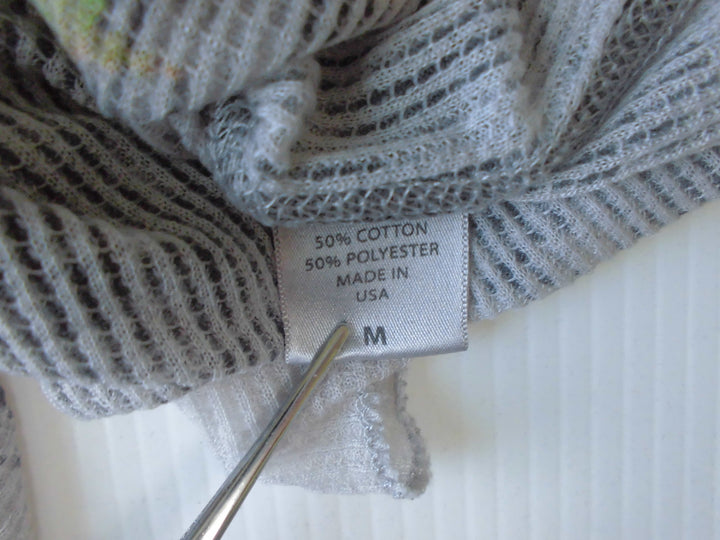 50% COTTON
50% POLYESTER
MADE IN
USA
M